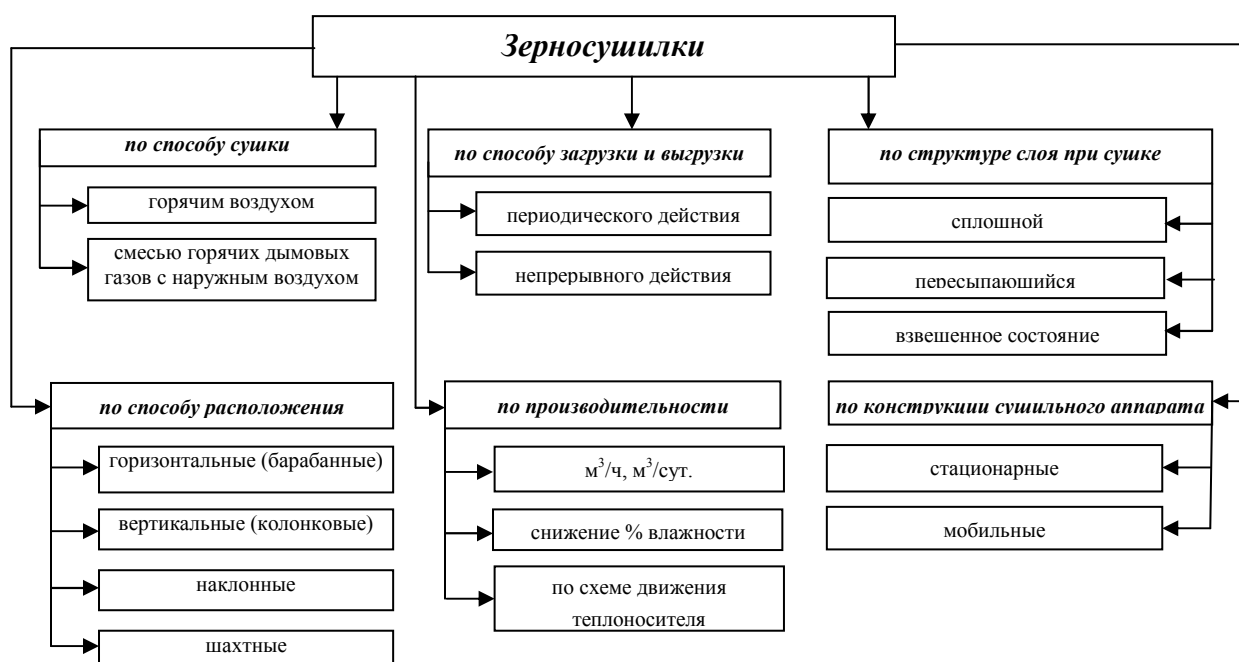 Зерносушилки
по способу сушки
горячим воздухом
смесью горячих дымовых
газов с наружным воздухом
по способу загрузки и выгрузки
периодического действия
непрерывного действия
по структуре слоя при сушке
сплошной
пересыпаюшийся
взвешенное состояние
по способу расположения
горизонтальные (барабанные)
вертикальные (колонковые)
наклонные
шахтные
по производительности
м³/ч, м³/сут.
снижение % влажности
по схеме движения
теплоносителя
по конструкции сушильного аппарата
стационарные
мобильные